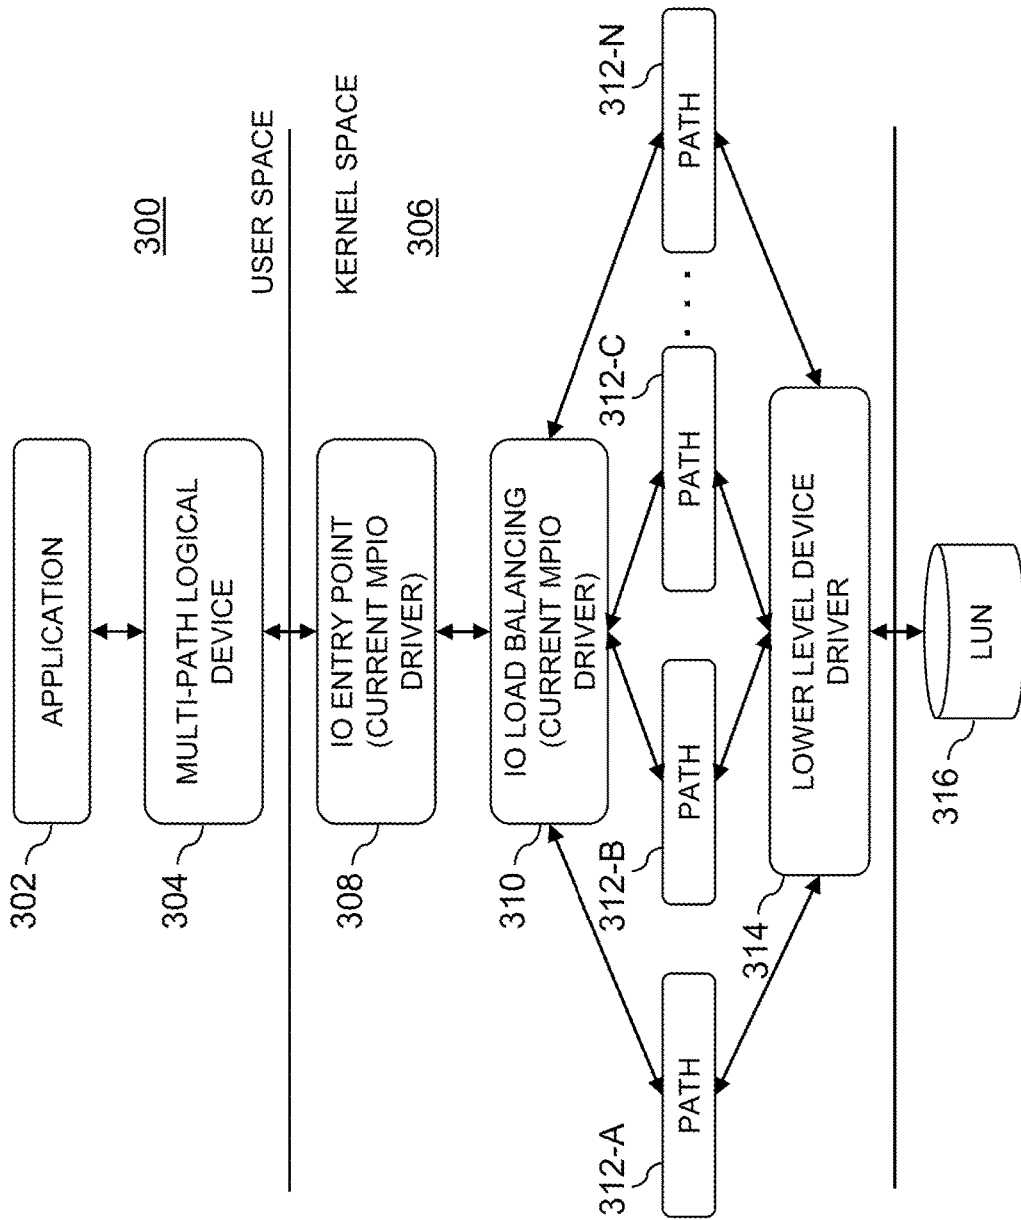 300
302
APPLICATION
304
MULTI-PATH LOGICAL
DEVICE
USER SPACE
KERNEL SPACE
306
308
IO ENTRY POINT
(CURRENT MPIO
DRIVER)
310
IO LOAD BALANCING
(CURRENT MPIO
DRIVER)
312-A
PATH
312-B
PATH
312-C
PATH
. . .
312-N
PATH
314
LOWER LEVEL DEVICE
DRIVER
316
LUN